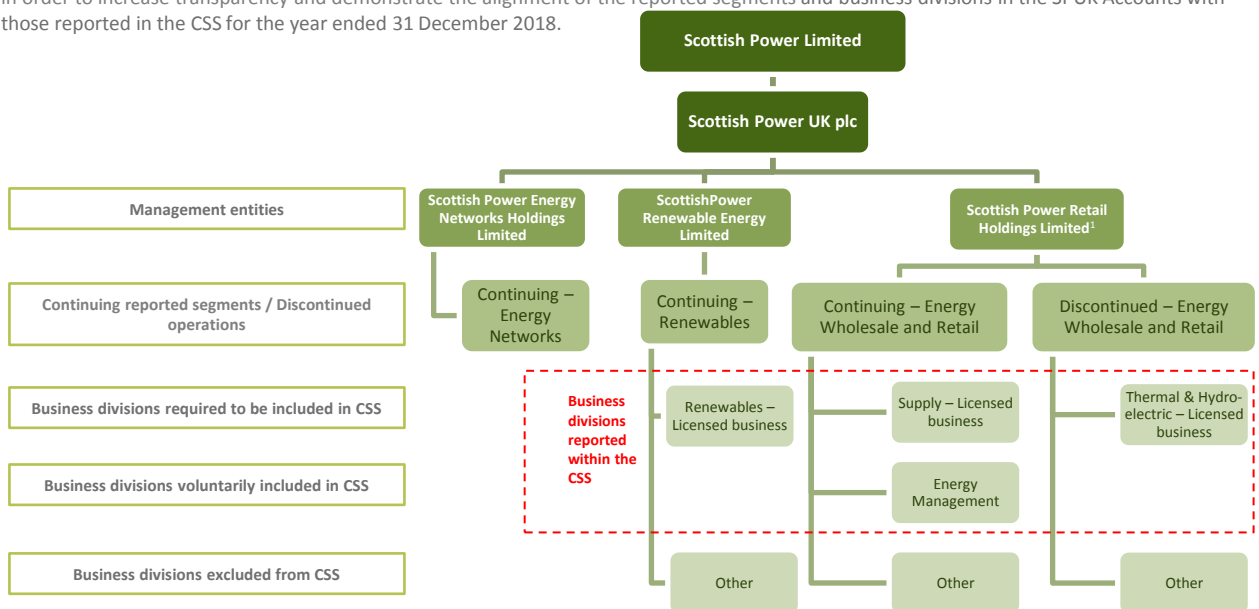 in order to increase transparency and demonstrate the alignment of the reported segments and business divisions in the SPUK Accounts with
those reported in the CSS for the year ended 31 December 2018.
Scottish Power Limited
Scottish Power UK plc
Management entities
Scottish Power Energy
Networks Holdings
Limited
ScottishPower
Renewable Energy
Limited
Scottish Power Retail
Holdings Limited¹
Continuing reported segments / Discontinued
operations
Continuing –
Energy
Networks
Continuing –
Renewables
Continuing – Energy
Wholesale and Retail
Discontinued – Energy
Wholesale and Retail
Business divisions required to be included in CSS
Business
divisions
reported
within the
CSS
Renewables –
Licensed business
Supply – Licensed
business
Thermal & Hydro-
electric – Licensed
business
Business divisions voluntarily included in CSS
Energy
Management
Business divisions excluded from CSS
Other
Other
Other